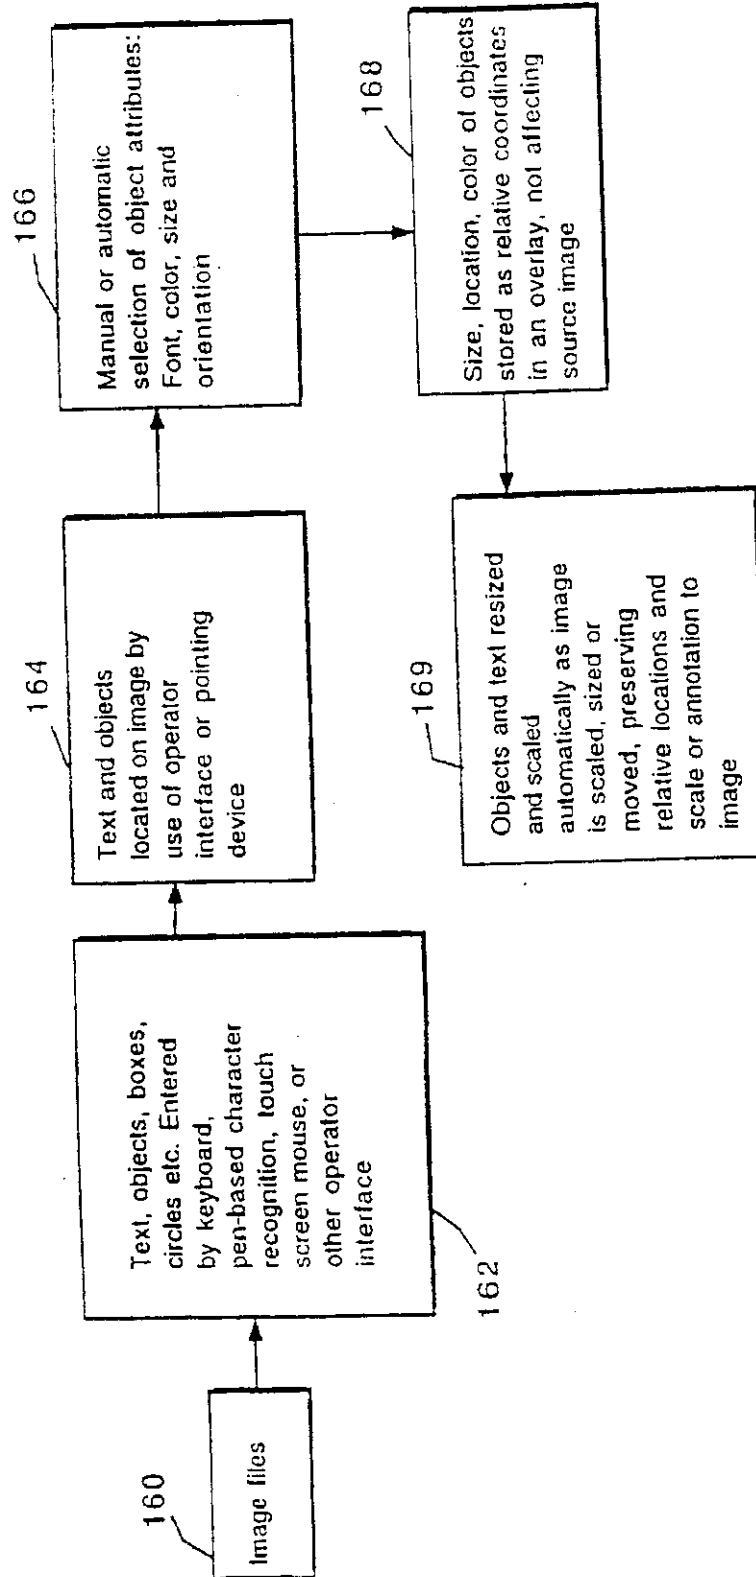 160
Image files
162
Text, objects, boxes,
circles etc. Entered
by keyboard,
pen-based character
recognition, touch
screen mouse, or
other operator
interface
164
Text and objects
located on image by
use of operator
interface or pointing
device
166
Manual or automatic
selection of object attributes:
Font, color, size and
orientation
168
Size, location, color of objects
stored as relative coordinates
in an overlay, not affecting
source image
169
Objects and text resized
and scaled
automatically as image
is scaled, sized or
moved, preserving
relative locations and
scale or annotation to
image